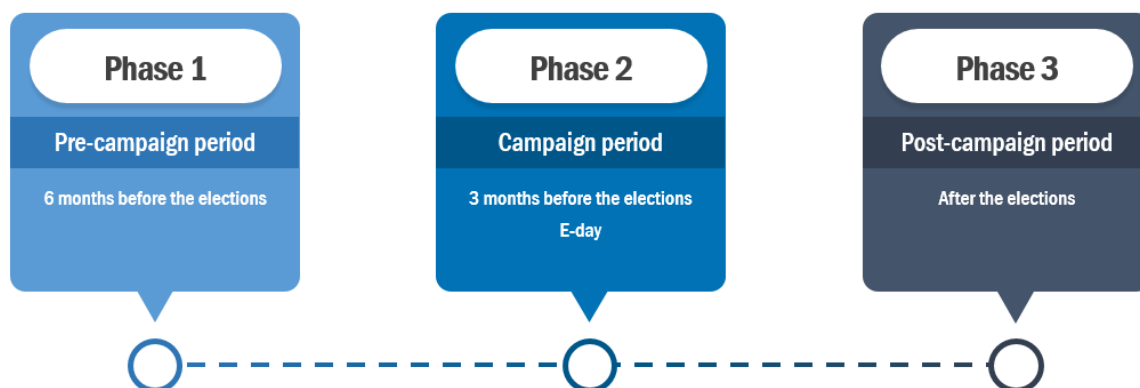 Phase 1
Pre-campaign period
6 months before the elections
Phase 2
Campaign period
3 months before the elections
E-day
Phase 3
Post-campaign period
After the elections